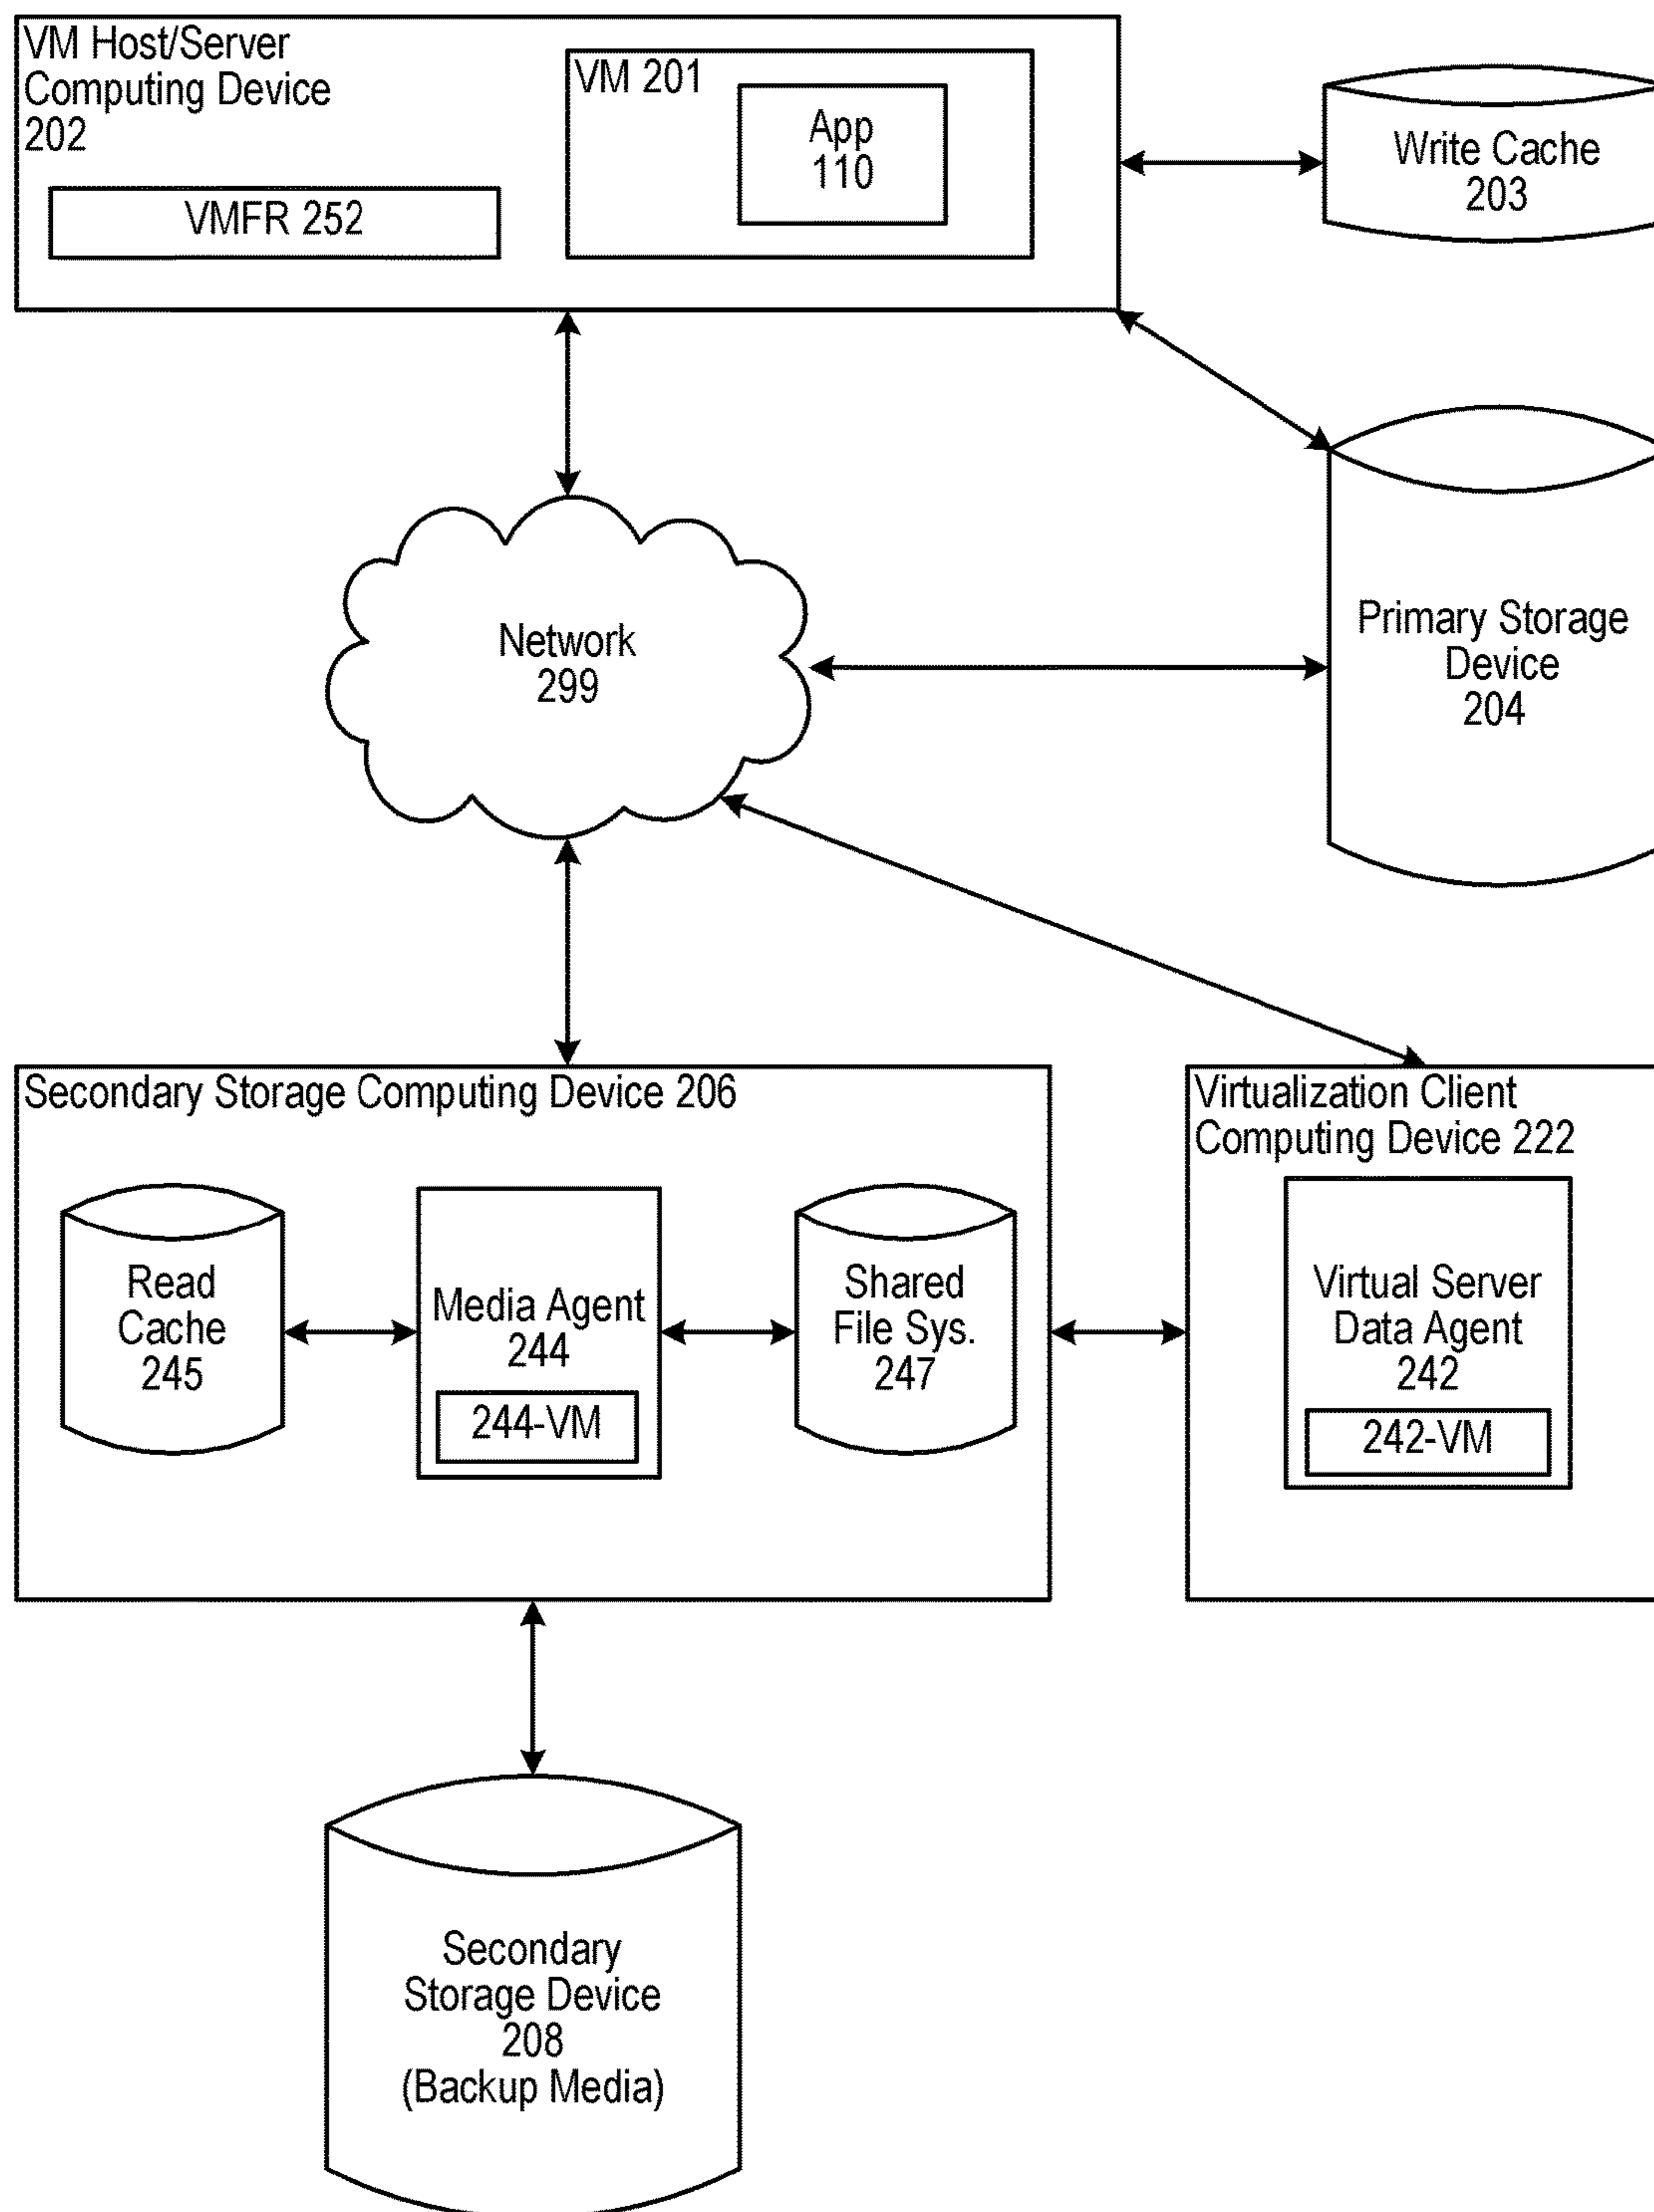 VM Host/Server
Computing Device
202
VMFR 252
VM 201
App
110
Write Cache
203
Network
299
Primary Storage
Device
204
Secondary Storage Computing Device 206
Read
Cache
245
Media Agent
244
244-VM
Shared
File Sys.
247
Virtualization Client
Computing Device 222
Virtual Server
Data Agent
242
242-VM
Secondary
Storage Device
208
(Backup Media)